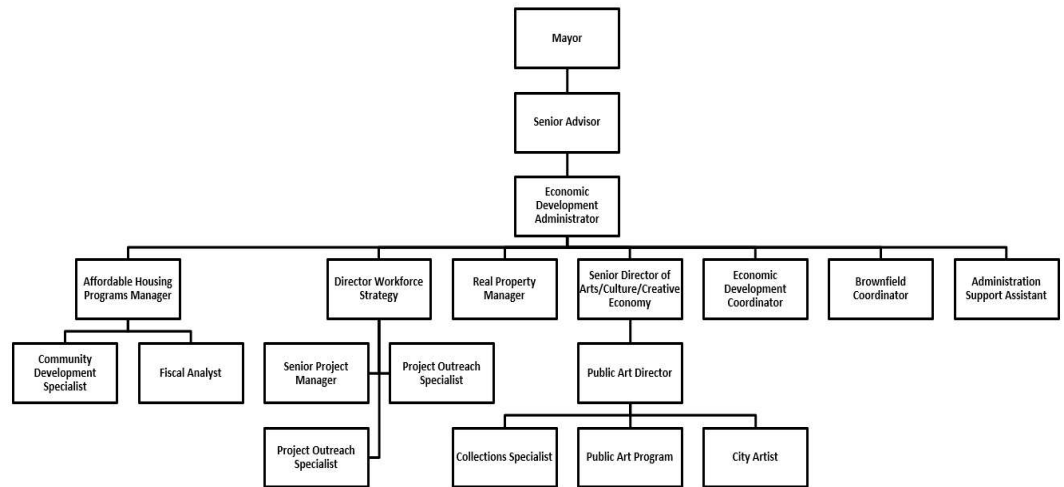 Mayor
Senior Advisor
Economic
Development
Administrator
Affordable Housing
Programs Manager
Director Workforce
Strategy
Real Property
Manager
Senior Director of
Arts/Culture/Creative
Economy
Economic
Development
Coordinator
Brownfield
Coordinator
Administration
Support Assistant
Community
Development
Specialist
Fiscal Analyst
Senior Project
Manager
Project Outreach
Specialist
Public Art Director
Project Outreach
Specialist
Collections Specialist
Public Art Program
City Artist